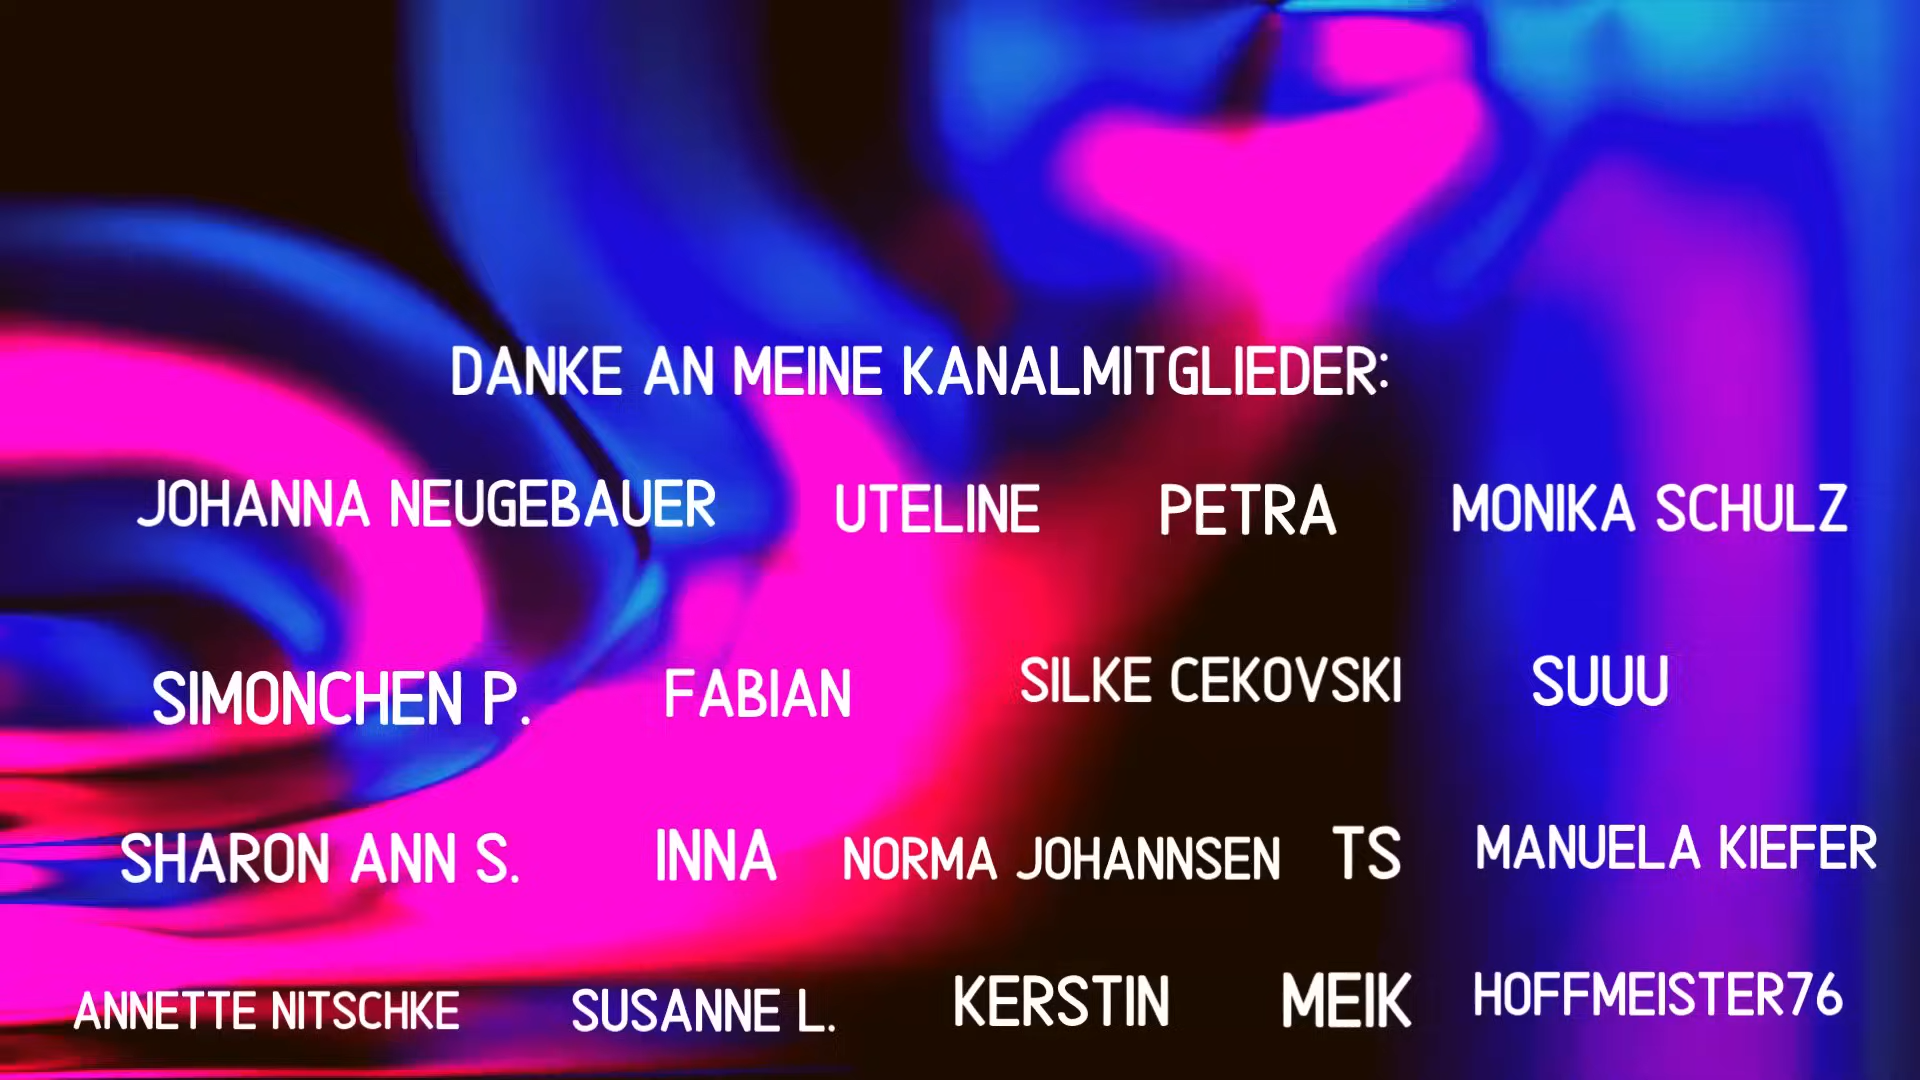 DANKE AN MEINE KANALMITGLIEDER:
JOHANNA NEUGEBAUER UTELINE PETRA MONIKA SCHULZ
SIMONCHEN P. FABIAN SILKE CEKOVSKI SUUU
SHARON ANN S. INNA NORMA JOHANNSEN TS MANUELA KIEFER
ANNETTE NITSCHKE SUSANNE L. KERSTIN MEIK HOFFMEISTER76